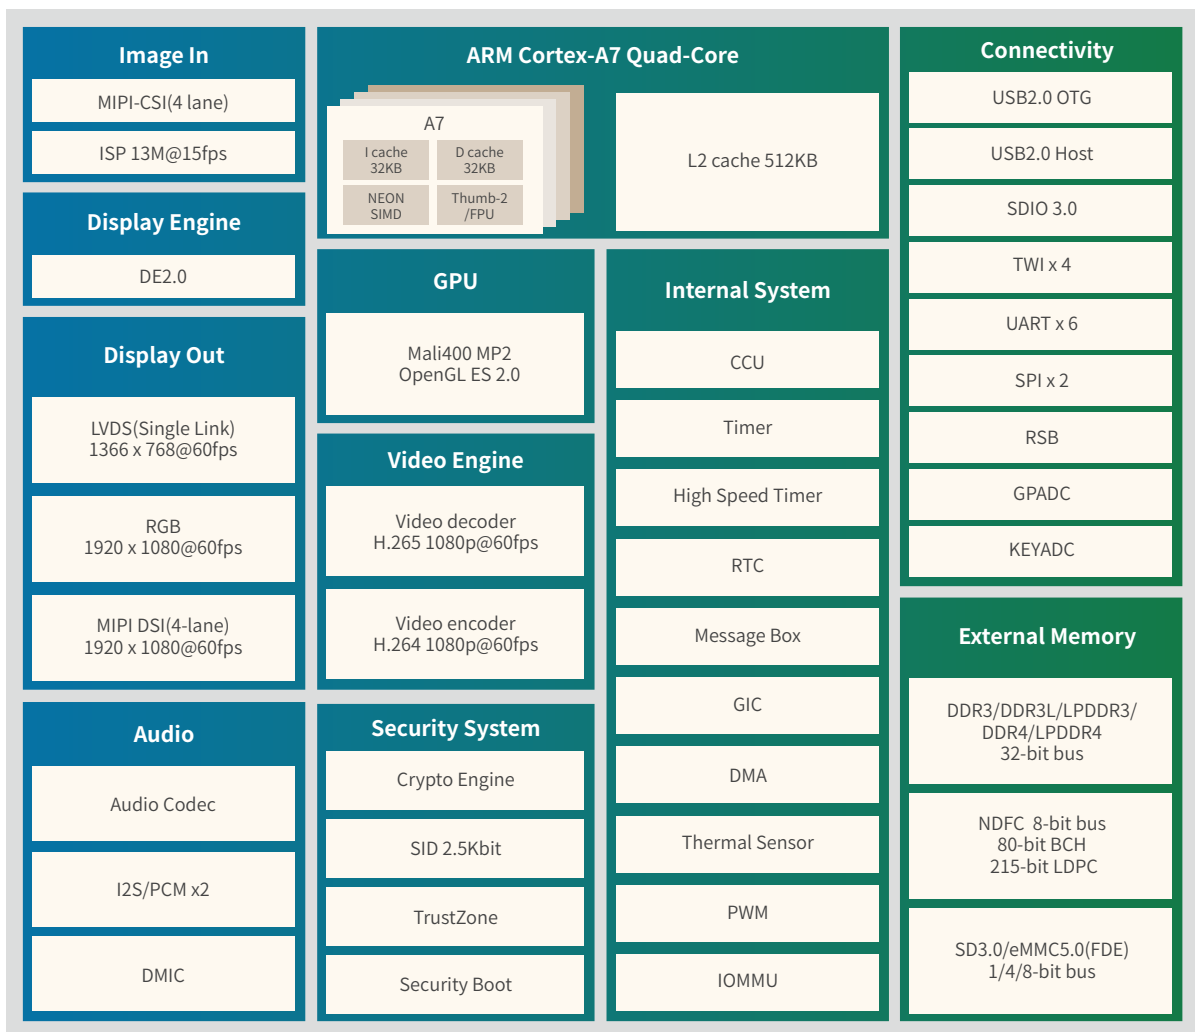 Image In
MIPI-CSI(4 lane)
ISP 13M@15fps
Display Engine
DE2.0
Display Out
LVDS(Single Link)
1366 x 768@60fps
RGB
1920 x 1080@60fps
MIPI DSI(4-lane)
1920 x 1080@60fps
Audio
Audio Codec
I2S/PCM x2
DMIC
ARM Cortex-A7 Quad-Core
A7
I cache
32KB
D cache
32KB
NEON
SIMD
Thumb-2
/FPU
L2 cache 512KB
GPU
Mali400 MP2
OpenGL ES 2.0
Video Engine
Video decoder
H.265 1080p@60fps
Video encoder
H.264 1080p@60fps
Security System
Crypto Engine
SID 2.5Kbit
TrustZone
Security Boot
Internal System
CCU
Timer
High Speed Timer
RTC
Message Box
GIC
DMA
Thermal Sensor
PWM
IOMMU
Connectivity
USB2.0 OTG
USB2.0 Host
SDIO 3.0
TWI x 4
UART x 6
SPI x 2
RSB
GPADC
KEYADC
External Memory
DDR3/DDR3L/LPDDR3/
DDR4/LPDDR4
32-bit bus
NDFC 8-bit bus
80-bit BCH
215-bit LDPC
SD3.0/eMMC5.0(FDE)
1/4/8-bit bus